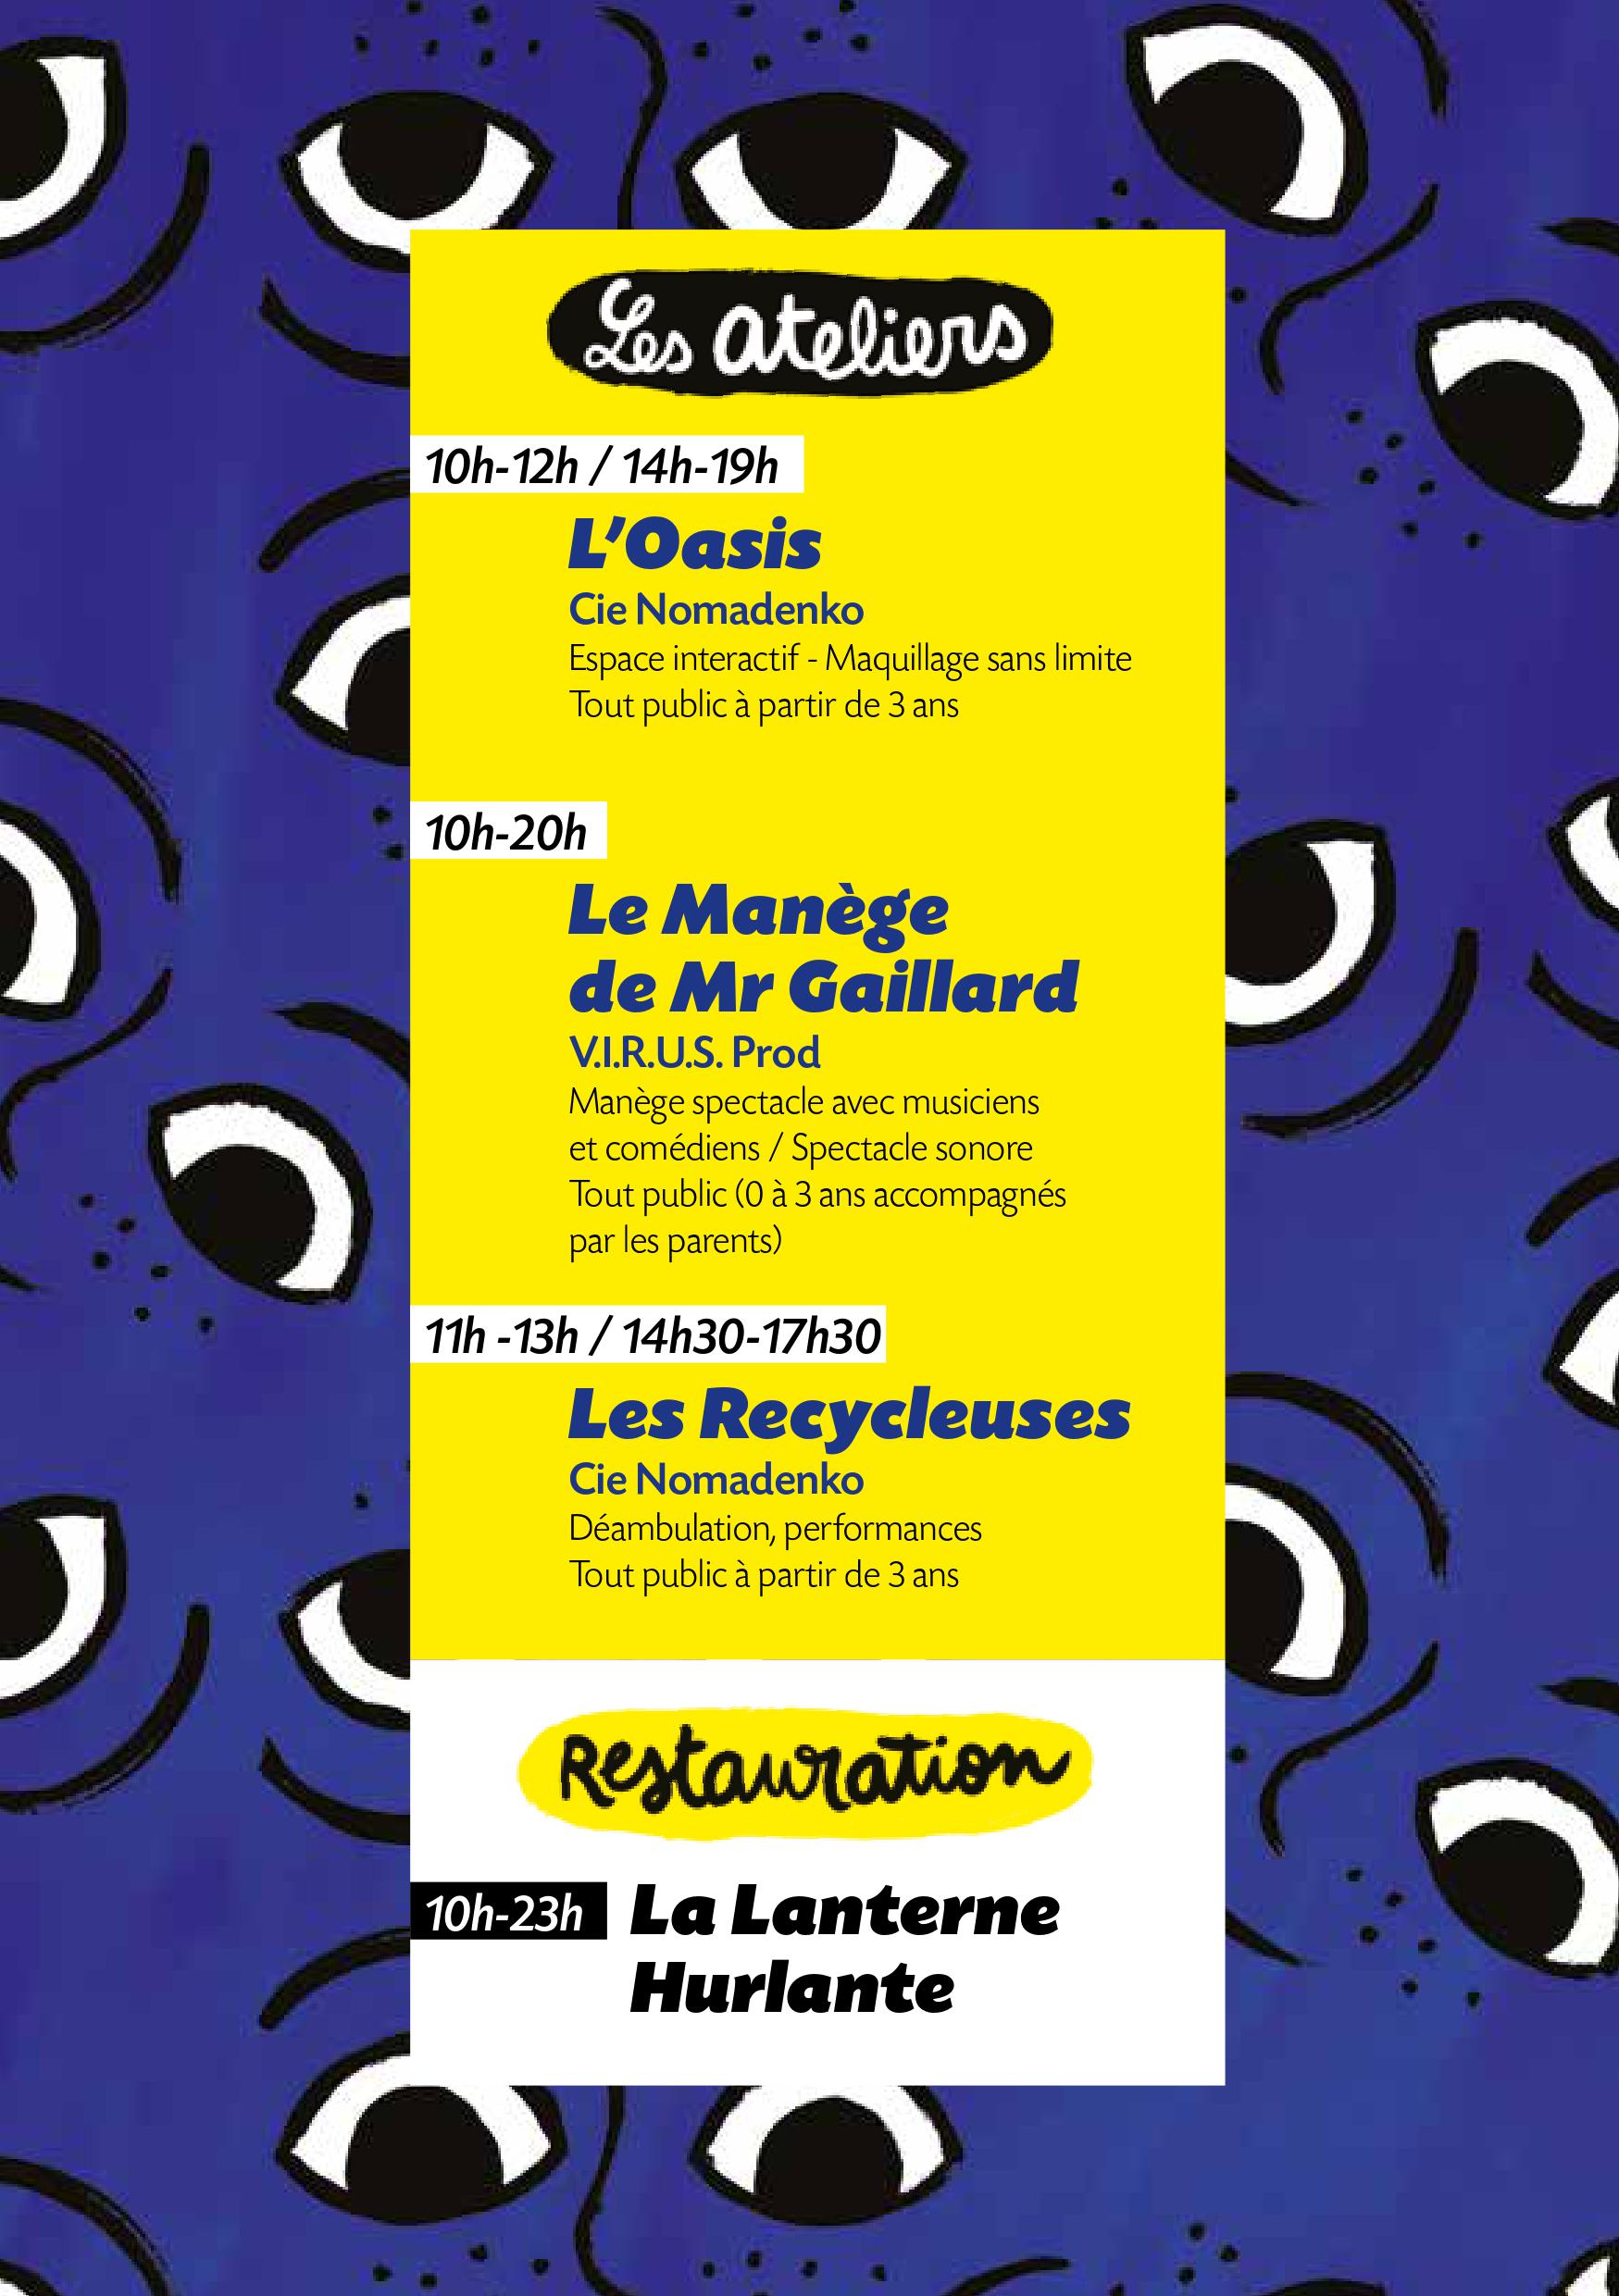 Les ateliers
10h-12h / 14h-19h
L'Oasis
Cie Nomadenko
Espace interactif - Maquillage sans limite
Tout public à partir de 3 ans
10h-20h
Le Manège
de Mr Gaillard
V.I.R.U.S. Prod
Manège spectacle avec musiciens
et comédiens / Spectacle sonore
Tout public (0 à 3 ans accompagnés
par les parents)
11h -13h / 14h30-17h30
Les Recycleuses
Cie Nomadenko
Déambulation, performances
Tout public à partir de 3 ans
Restauration
10h-23h La Lanterne
Hurlante